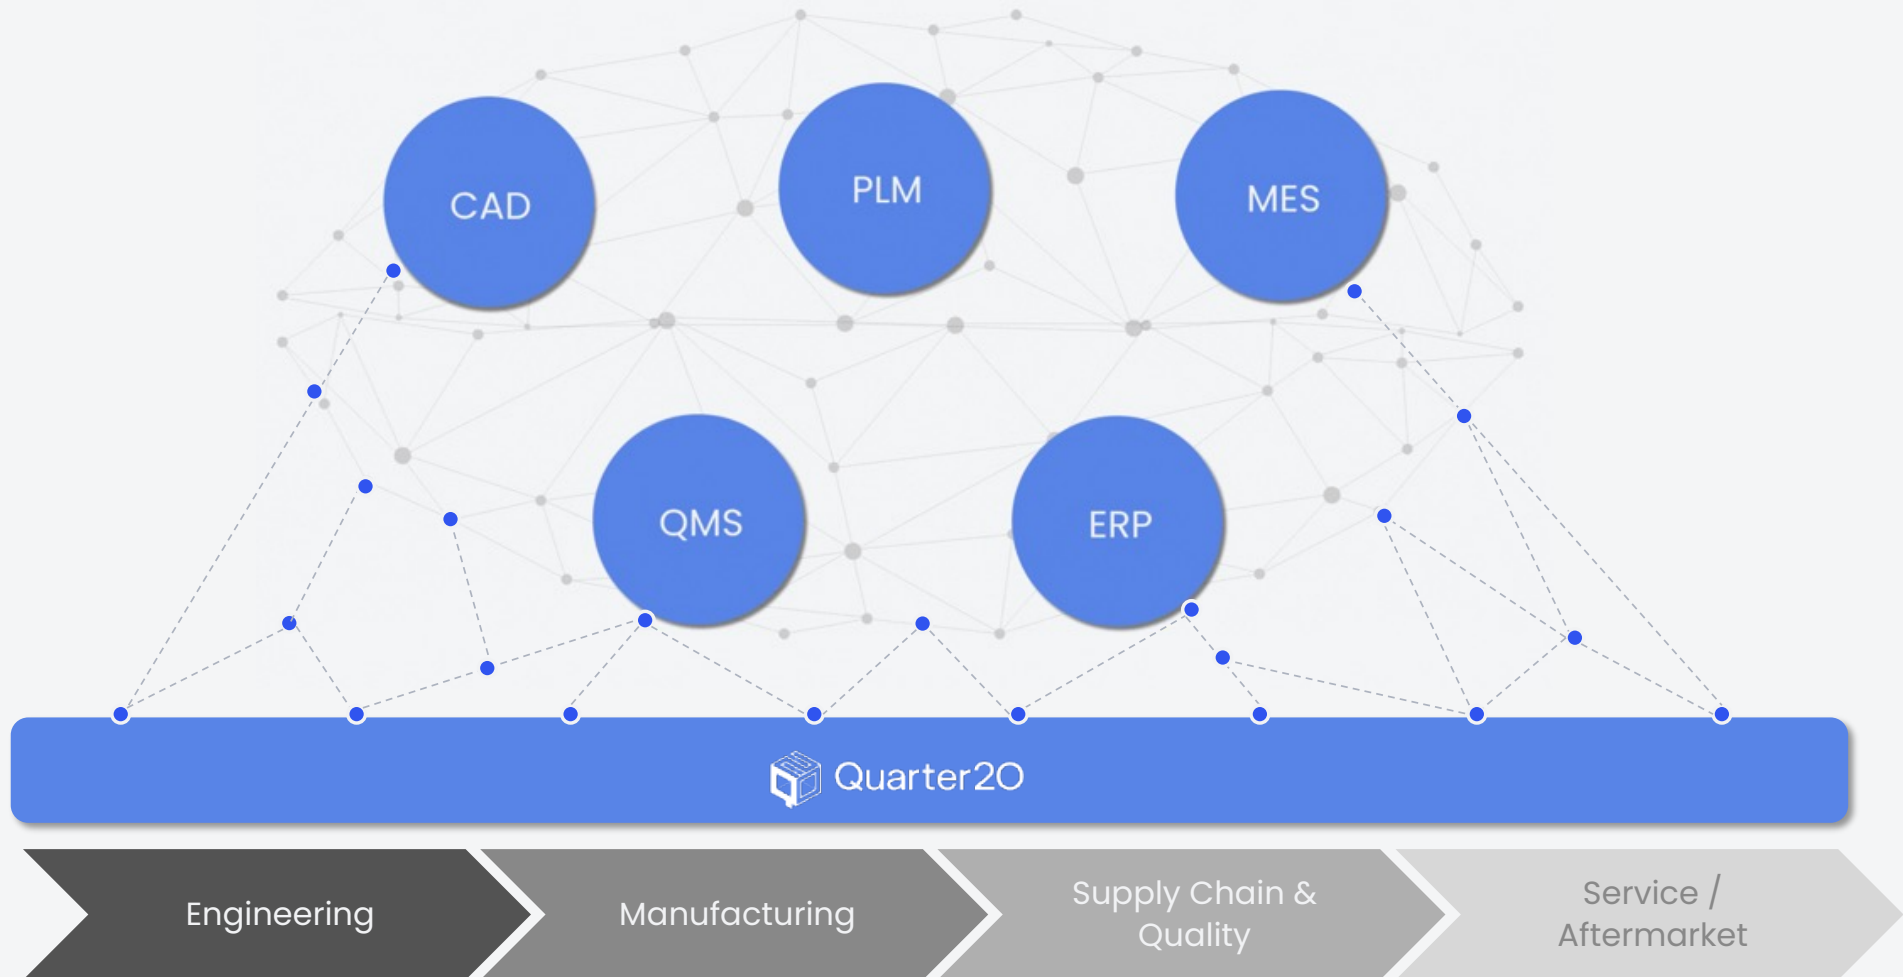 CAD
PLM
MES
QMS
ERP
Quarter20
Engineering
Manufacturing
Supply Chain &
Quality
Service /
Aftermarket